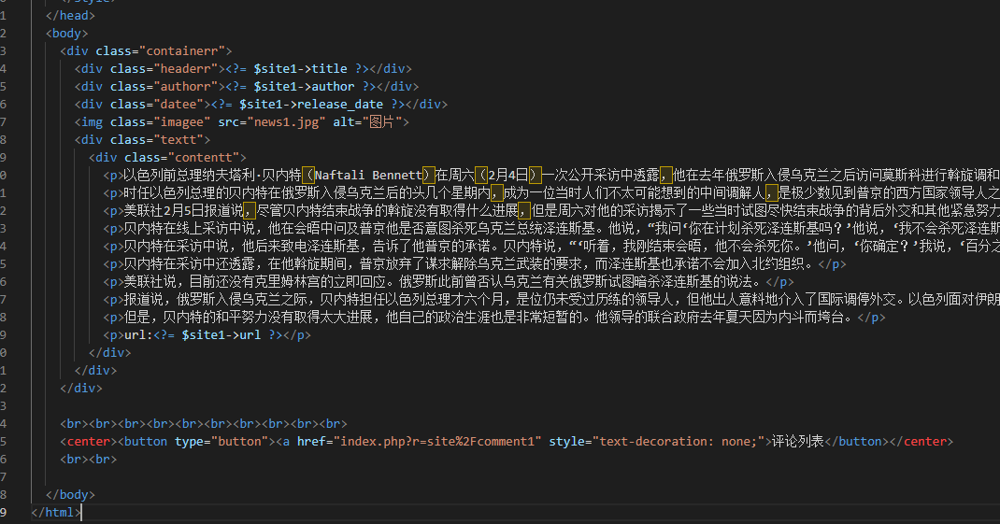 </style>
1 </head>
2 <body>
3 <div class="containerr">
4 <div class="headerr"><?= $site1->title ?></div>
5 <div class="authorr"><?= $site1->author ?></div>
6 <div class="datee"><?= $site1->release_date ?></div>
7 <img class="imagee" src="news1.jpg" alt="图片">
8 <div class="textt">
9 <div class="contentt">
0 <p>以色列前总理纳夫塔利·贝内特（Naftali Bennett）在周六（2月4日）一次公开采访中透露，他在去年俄罗斯入侵乌克兰之后访问莫斯科进行斡旋调和
1 <p>时任以色列总理的贝内特在俄罗斯入侵乌克兰后的头几个星期内，成为一位当时人们不太可能想到的中间调解人，是极少数见到普京的西方国家领导人之
2 <p>美联社2月5日报道说，尽管贝内特结束战争的斡旋没有取得什么进展，但是周六对他的采访揭示了一些当时试图尽快结束战争的背后外交和其他紧急努力
3 <p>贝内特在线上采访中说，他在会晤中问及普京他是否意图杀死乌克兰总统泽连斯基。他说，“我问‘你在计划杀死泽连斯基吗？’他说，‘我不会杀死泽连斯
4 <p>贝内特在采访中说，他后来致电泽连斯基，告诉了他普京的承诺。贝内特说，“‘听着，我刚结束会晤，他不会杀死你。’他问，‘你确定？’我说，‘百分之
5 <p>贝内特在采访中还透露，在他斡旋期间，普京放弃了谋求解除乌克兰武装的要求，而泽连斯基也承诺不会加入北约组织。</p>
6 <p>美联社说，目前还没有克里姆林宫的立即回应。俄罗斯此前曾否认乌克兰有关俄罗斯试图暗杀泽连斯基的说法。</p>
7 <p>报道说，俄罗斯入侵乌克兰之际，贝内特担任以色列总理才六个月，是位仍未受过历练的领导人，但他出人意料地介入了国际调停外交。以色列面对伊朗
8 <p>但是，贝内特的和平努力没有取得太大进展，他自己的政治生涯也是非常短暂的。他领导的联合政府去年夏天因为内斗而垮台。</p>
9 <p>url:<?= $site1->url ?></p>
0 </div>
1 </div>
2 </div>
3
4 <br><br><br><br><br><br><br><br><br><br>
5 <center><button type="button"><a href="index.php?r=site%2Fcomment1" style="text-decoration: none;">评论列表</button></center>
6 <br><br>
7
8 </body>
9 </html>